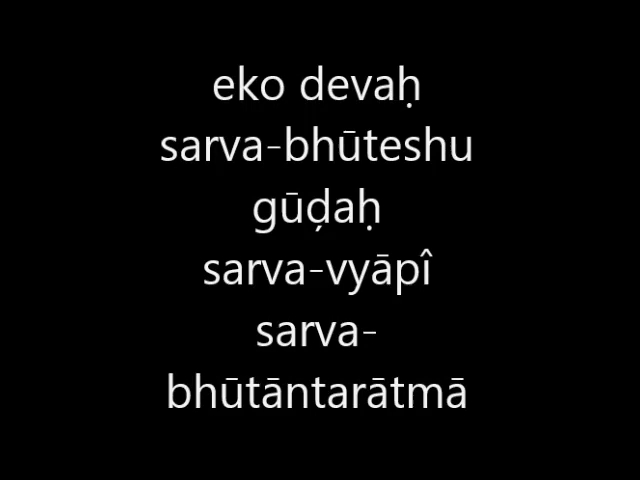 eko devaḥ
sarva-bhūteshu
gūḍaḥ
sarva-vyāpî
sarva-
bhūtāntarātmā